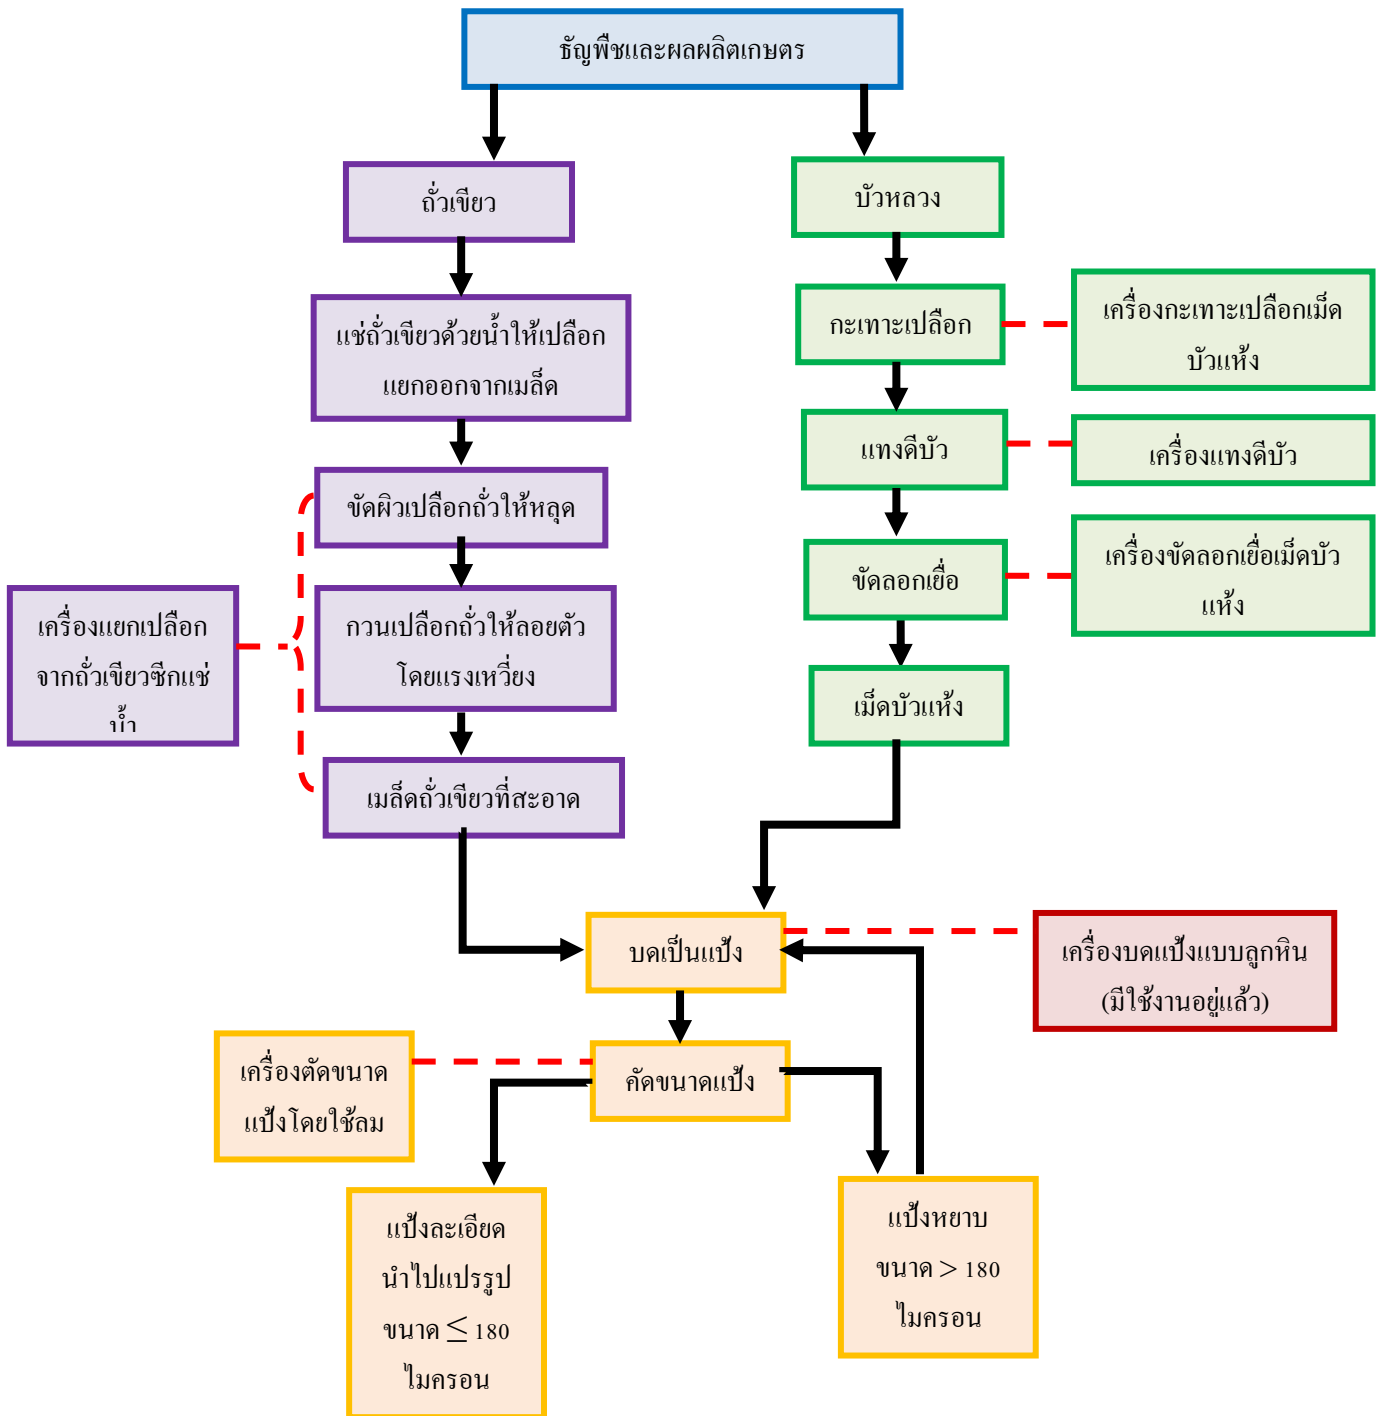 ธัญพืชและผลผลิตเกษตร
ถั่วเขียว
บัวหลวง
แช่ถั่วเขียวด้วยน้ำให้เปลือก
แยกออกจากเมล็ด
กะเทาะเปลือก
เครื่องกะเทาะเปลือกเม็ด
บัวแห้ง
แทงดีบัว
เครื่องแทงดีบัว
ขัดผิวเปลือกถั่วให้หลุด
ขัดลอกเยื่อ
เครื่องขัดลอกเยื่อเม็ดบัว
แห้ง
เครื่องแยกเปลือก
จากถั่วเขียวซีกแช่
น้ำ
กวนเปลือกถั่วให้ลอยตัว
โดยแรงเหวี่ยง
เม็ดบัวแห้ง
เมล็ดถั่วเขียวที่สะอาด
บดเป็นแป้ง
เครื่องบดแป้งแบบลูกหิน
(มีใช้งานอยู่แล้ว)
เครื่องตัดขนาด
แป้งโดยใช้ลม
คัดขนาดแป้ง
แป้งละเอียด
นำไปแปรรูป
ขนาด ≤ 180
ไมครอน
แป้งหยาบ
ขนาด > 180
ไมครอน